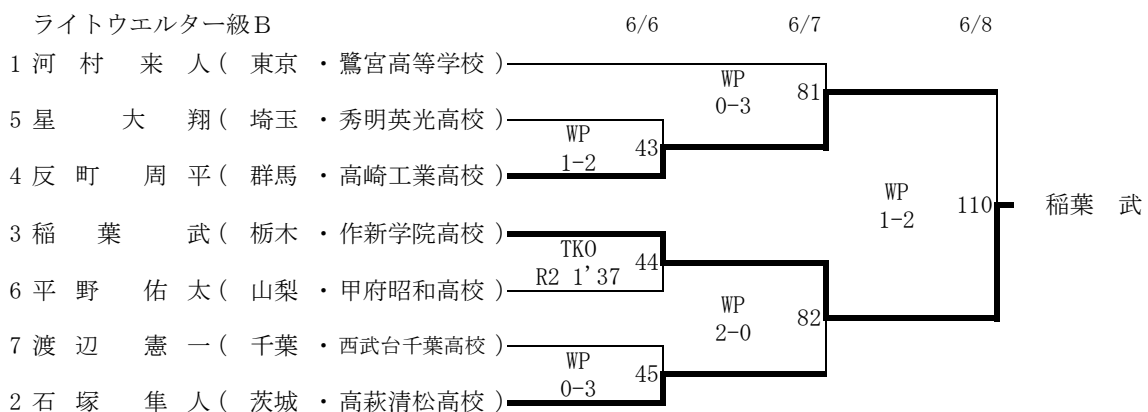 ライトウエルター級B 6/6 6/7 6/8
1 河村 来人 ( 東京 ・ 鷺宮高等学校 )
WP
0-3
81
5 星 大翔 ( 埼玉 ・ 秀明英光高校 )
WP
1-2
43
4 反町 周平 ( 群馬 ・ 高崎工業高校 )
WP
1-2
110
稲葉 武
3 稲葉 武 ( 栃木 ・ 作新学院高校 )
TKO
R2 1'37
44
6 平野 佑太 ( 山梨 ・ 甲府昭和高校 )
WP
2-0
82
7 渡辺 憲一 ( 千葉 ・ 西武台千葉高校 )
WP
0-3
45
2 石塚 隼人 ( 茨城 ・ 高萩清松高校 )